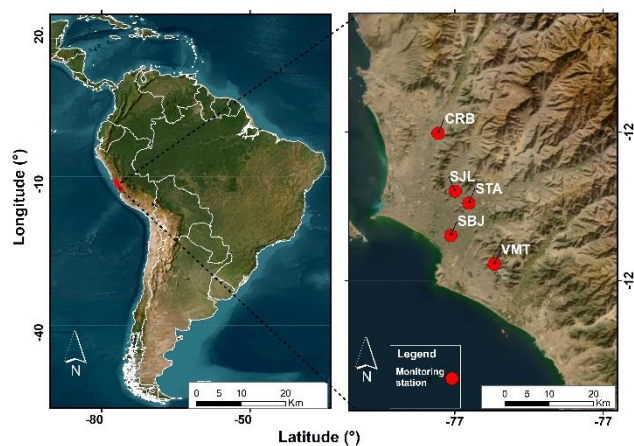 20.
-10
-40
Longitude (°)
N
0 5 10 20
Km
-80
-50
Latitude (°)
CRB
SJL
STA
SBJ
VMT
-12
-12
Legend
Monitoring
station
N
0 5 10 20
Km
-77
-77